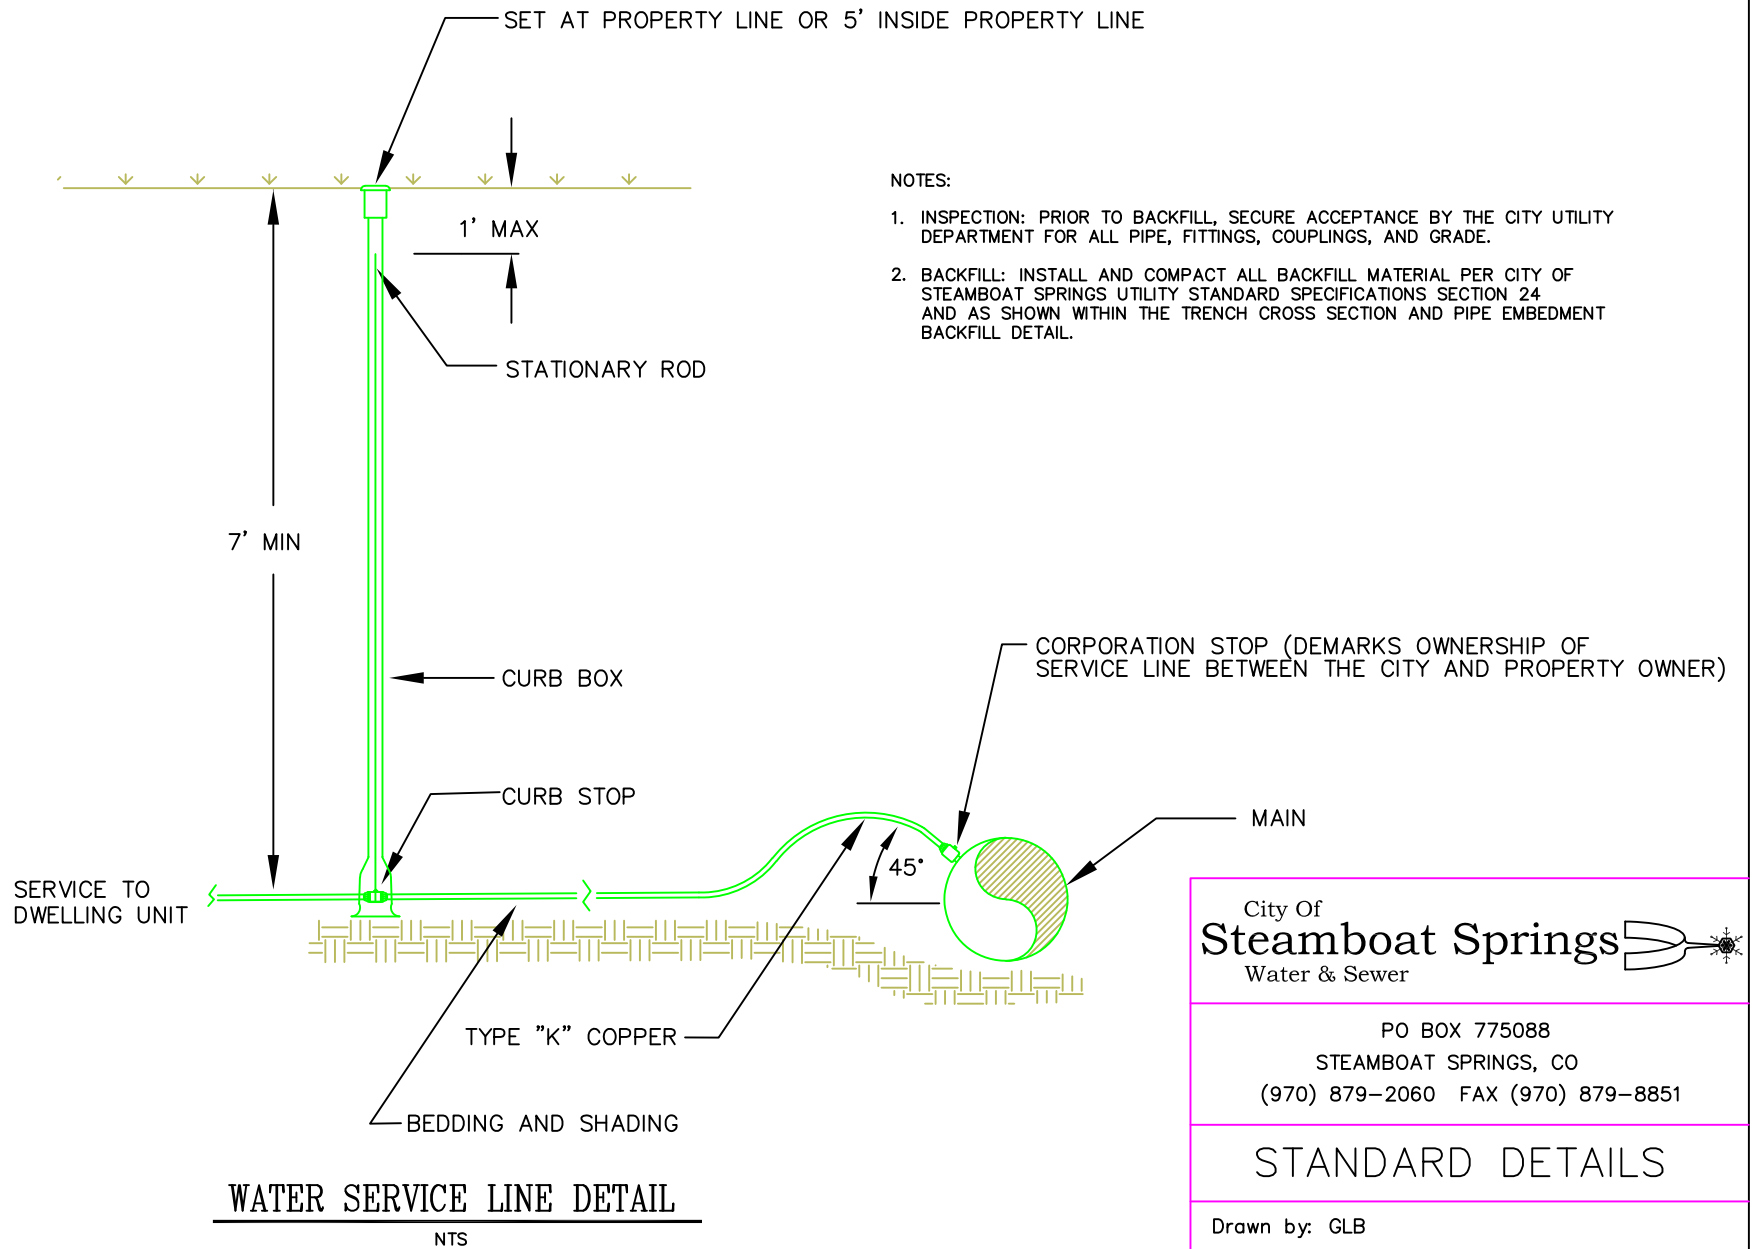 SET AT PROPERTY LINE OR 5' INSIDE PROPERTY LINE
1' MAX
STATIONARY ROD
7' MIN
CURB BOX
CURB STOP
SERVICE TO
DWELLING UNIT
45°
TYPE "K" COPPER
BEDDING AND SHADING
NOTES:
1. INSPECTION: PRIOR TO BACKFILL, SECURE ACCEPTANCE BY THE CITY UTILITY
DEPARTMENT FOR ALL PIPE, FITTINGS, COUPLINGS, AND GRADE.
2. BACKFILL: INSTALL AND COMPACT ALL BACKFILL MATERIAL PER CITY OF
STEAMBOAT SPRINGS UTILITY STANDARD SPECIFICATIONS SECTION 24
AND AS SHOWN WITHIN THE TRENCH CROSS SECTION AND PIPE EMBEDMENT
BACKFILL DETAIL.
CORPORATION STOP (DEMARKS OWNERSHIP OF
SERVICE LINE BETWEEN THE CITY AND PROPERTY OWNER)
MAIN
WATER SERVICE LINE DETAIL
NTS
City Of
Steamboat Springs
Water & Sewer
PO BOX 775088
STEAMBOAT SPRINGS, CO
(970) 879-2060 FAX (970) 879-8851
STANDARD DETAILS
Drawn by: GLB